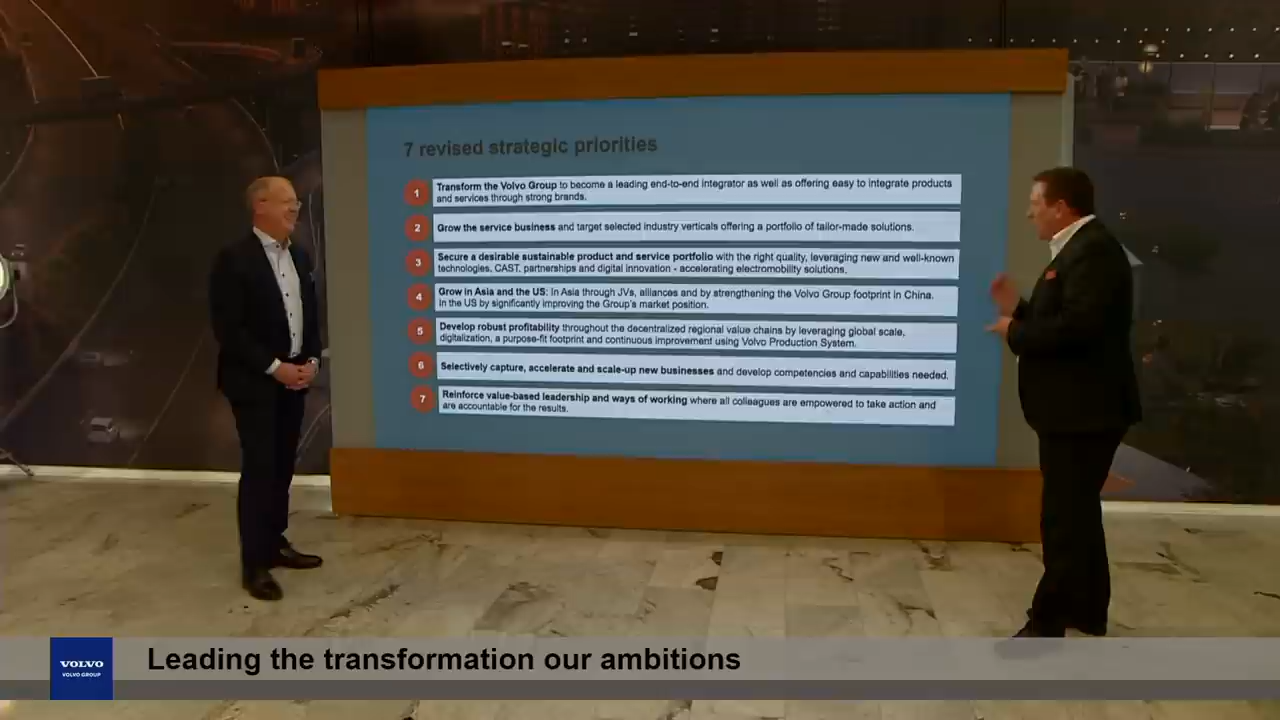 7 revised strategic priorities
1
Transform the Volvo Group to become a leading end-to-end integrator as well as offering easy to integrate products
and services through strong brands.
2
Grow the service business and target selected industry verticals offering a portfolio of tailor-made solutions.
3
Secure a desirable sustainable product and service portfolio with the right quality, leveraging new and well-known
technologies, CAST, partnerships and digital innovation - accelerating electromobility solutions.
4
Grow in Asia and the US: In Asia through JVs, alliances and by strengthening the Volvo Group footprint in China.
In the US by significantly improving the Group's market position.
5
Develop robust profitability throughout the decentralized regional value chains by leveraging global scale,
digitalization, a purpose-fit footprint and continuous improvement using Volvo Production System.
6
Selectively capture, accelerate and scale-up new businesses and develop competencies and capabilities needed.
7
Reinforce value-based leadership and ways of working where all colleagues are empowered to take action and
are accountable for the results.
VOLVO
VOLVO GROUP
Leading the transformation our ambitions